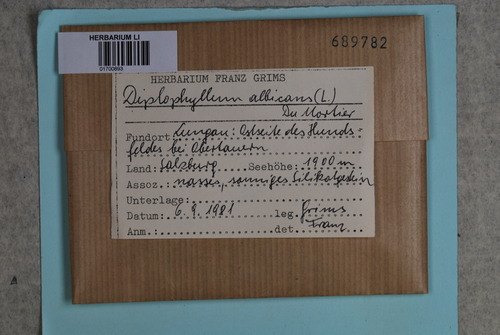 HERBARIUM LI
01700893
689782
HERBARIUM FRANZ GRIMS
Diplophyllum albicans (L.)
Du Mortier
Fundort: Lungau: Ostseite des Hunds-
feldes bei Obertauern
Land: Salzburg Seehöhe: 1900 m
Assoz. nasses, sonniges Silikatgestein
Unterlage:
Datum: 6.9.1981 leg. Grims
Anm.: det. Franz